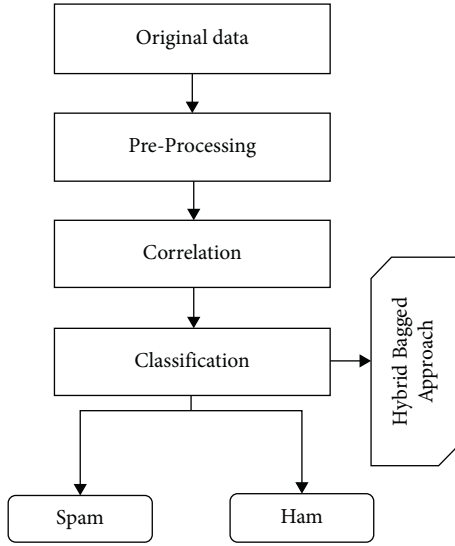 Original data
Pre-Processing
Correlation
Classification
Hybrid Bagged
Approach
Spam
Ham